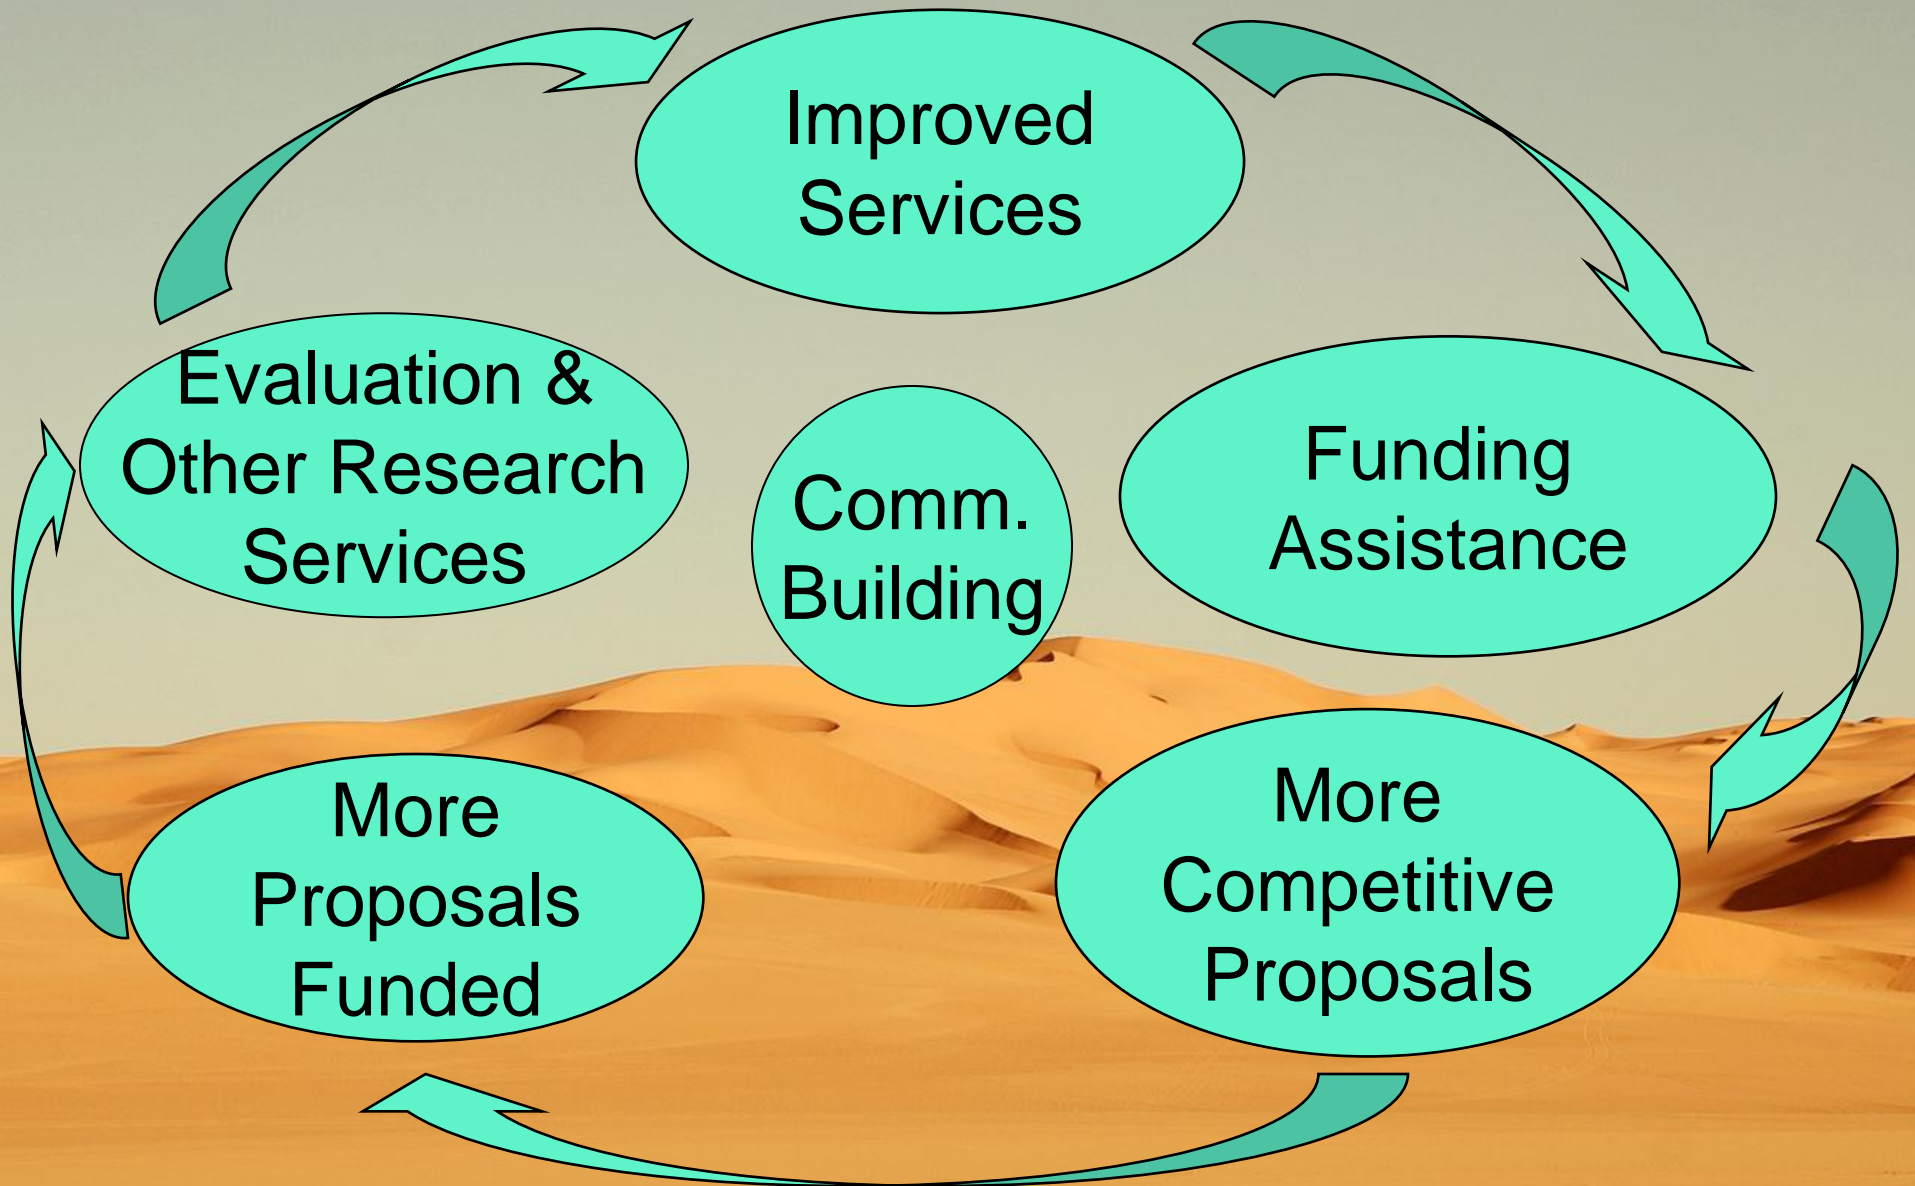 Improved
Services
Evaluation &
Other Research
Services
Comm.
Building
Funding
Assistance
More
Proposals
Funded
More
Competitive
Proposals